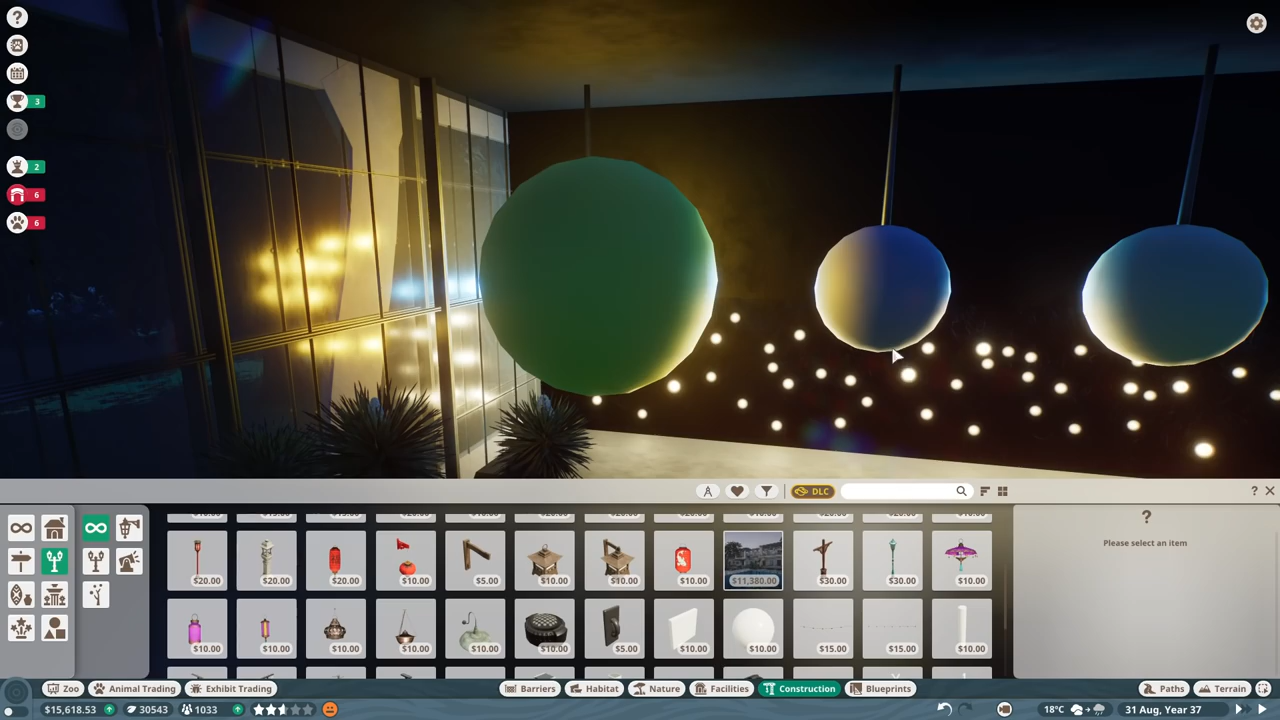 ?
3
2
6
6
DLC
?
$20.00 $20.00 $20.00 $10.00 $5.00 $10.00 $10.00 $10.00 $11,380.00 $30.00 $30.00 $10.00
$10.00 $10.00 $10.00 $10.00 $10.00 $10.00 $5.00 $10.00 $10.00 $15.00 $15.00 $10.00
?
Please select an item
Zoo Animal Trading Exhibit Trading Barriers Habitat Nature Facilities Construction Blueprints Paths Terrain
$15,618.53 30543 1033 18°C 31 Aug, Year 37